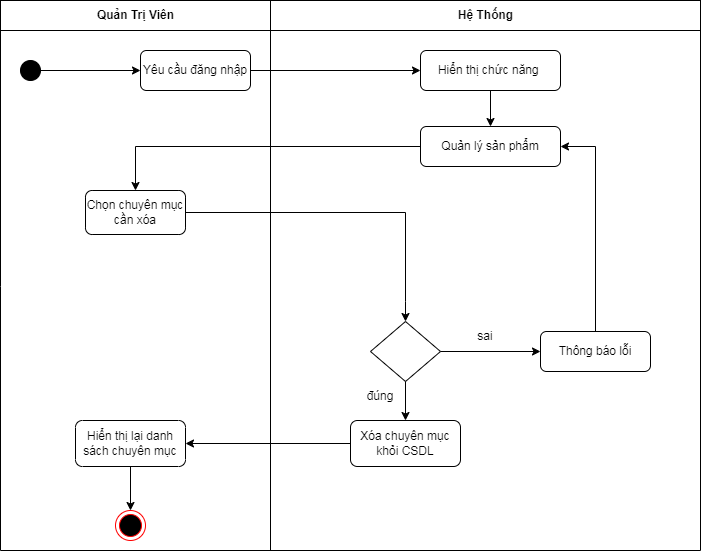 Quản Trị Viên
Hệ Thống
Yêu cầu đăng nhập
Hiển thị chức năng
Quản lý sản phẩm
Chọn chuyên mục
cần xóa
sai
Thông báo lỗi
đúng
Hiển thị lại danh
sách chuyên mục
Xóa chuyên mục
khỏi CSDL